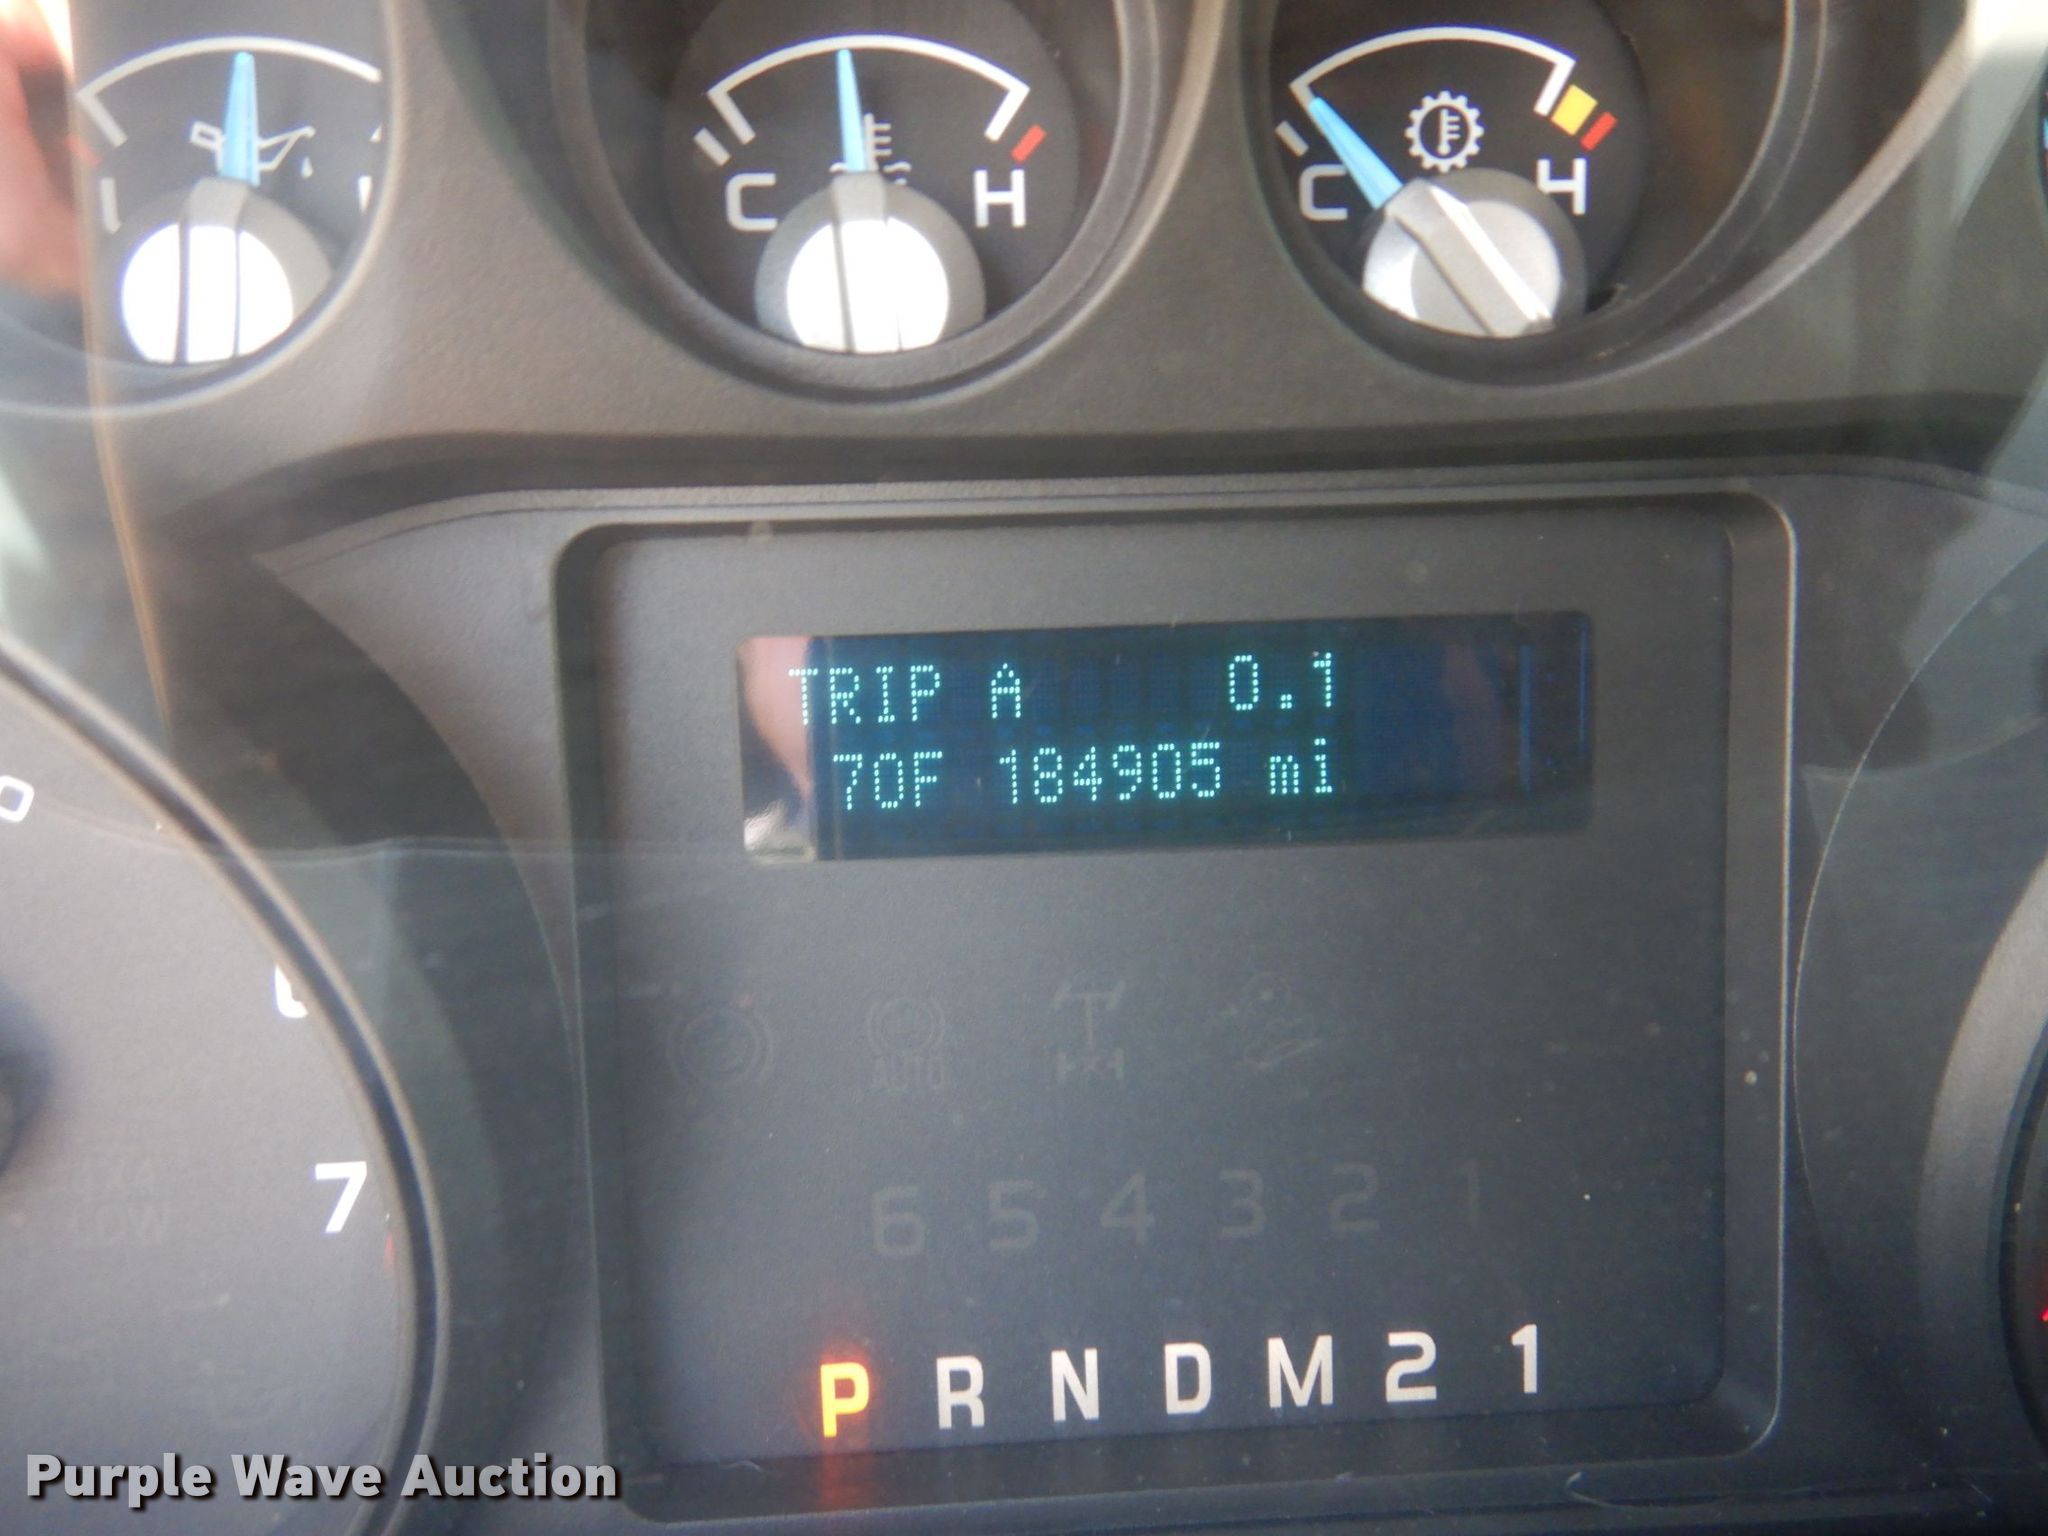 C H
C H
TRIP A 0.1
70F 184905 mi
AUTO
6 5 4 3 2 1
7
LOW
P R N D M 2 1
Purple Wave Auction